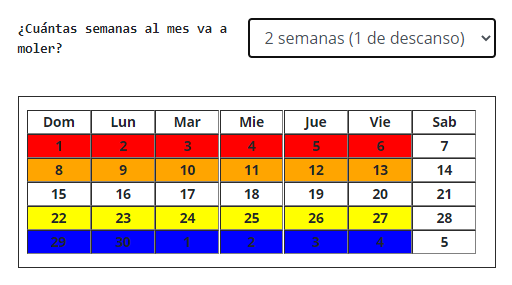 ¿Cuántas semanas al mes va a
moler?
2 semanas (1 de descanso)
Dom Lun Mar Mie Jue Vie Sab
1 2 3 4 5 6 7
8 9 10 11 12 13 14
15 16 17 18 19 20 21
22 23 24 25 26 27 28
29 30 1 2 3 4 5